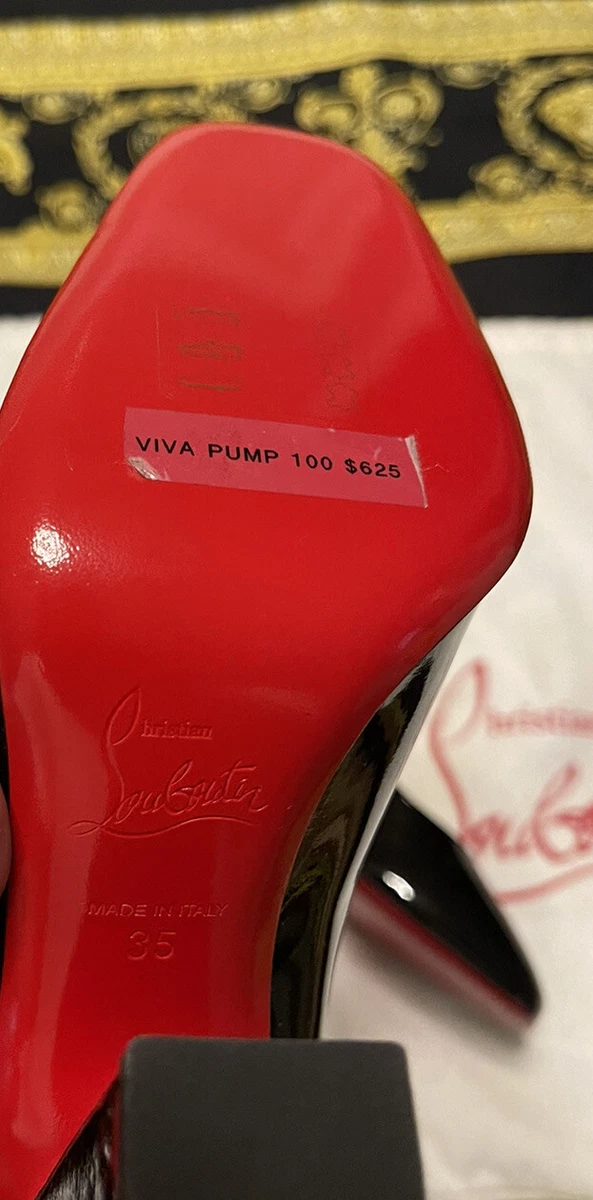 VIVA PUMP 100 $625
Christian
Louboutin
MADE IN ITALY
35